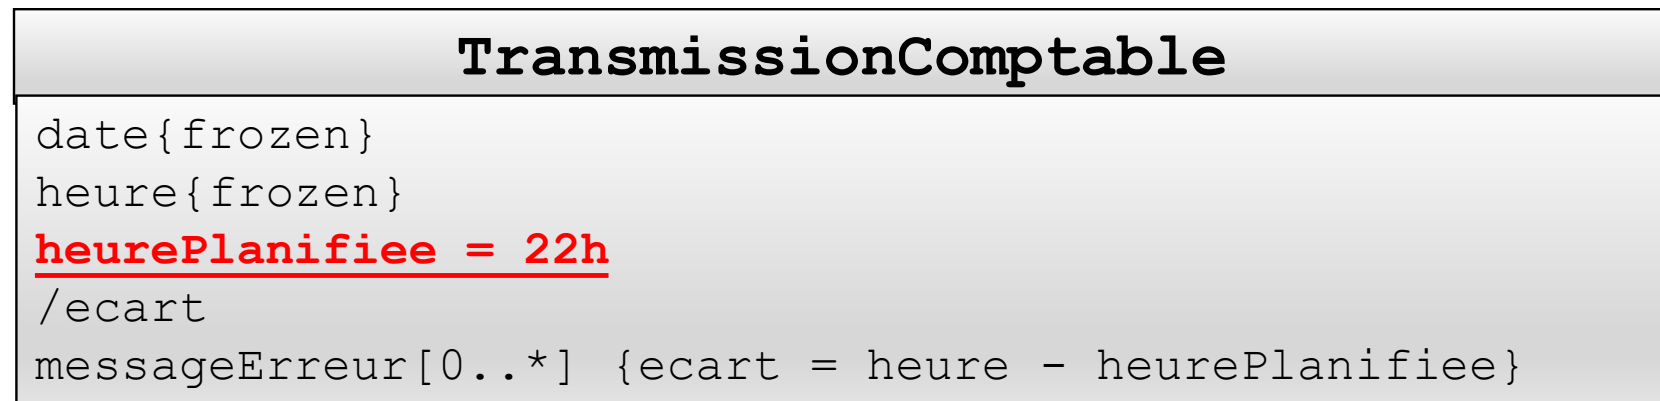 TransmissionComptable
date{frozen}
heure{frozen}
heurePlanifiee = 22h
/ecart
messageErreur[0..*] {ecart = heure - heurePlanifiee}